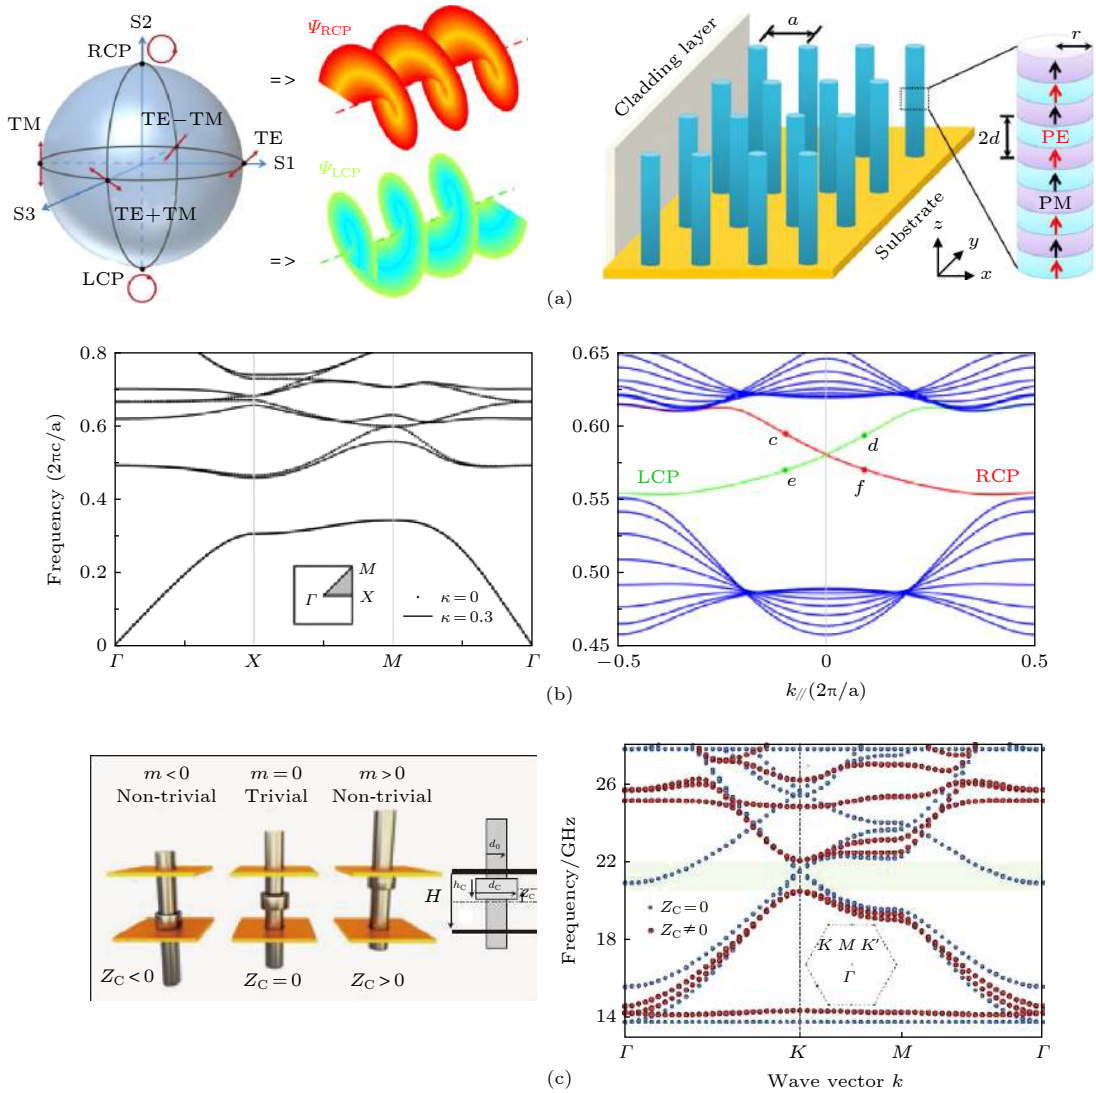 S2
RCP
TM
TE−TM
TE
S1
S3
TE+TM
LCP
=>
=>
Ψ_RCP
Ψ_LCP
Cladding layer
a
Substrate
z
y
x
r
2d
PE
PM
(a)
Frequency (2πc/a)
0.8
0.6
0.4
0.2
0
Γ
X
M
Γ
M
Γ
X
κ=0
κ=0.3
0.65
0.60
0.55
0.50
0.45
c
d
e
f
LCP
RCP
−0.5
0
0.5
k_//(2π/a)
(b)
m<0
m=0
m>0
Non-trivial
Trivial
Non-trivial
Z_C<0
Z_C=0
Z_C>0
d_0
h_C
d_C
H
Z_C
Frequency/GHz
26
22
18
14
Z_C=0
Z_C≠0
K M K′
Γ
Γ
K
M
Γ
Wave vector k
(c)